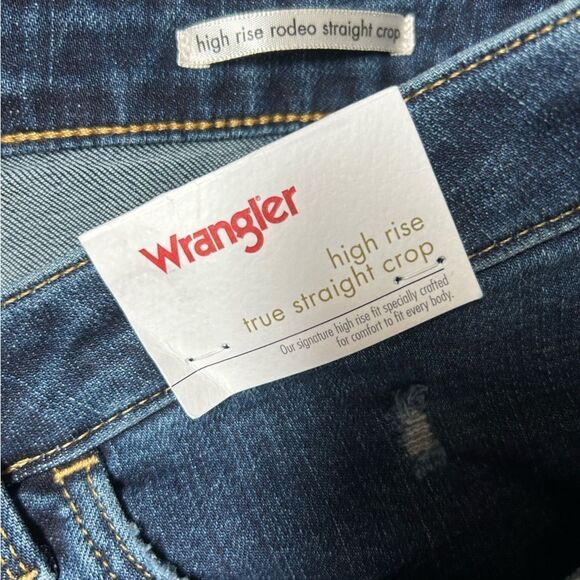 high rise rodeo straight crop
Wrangler
high rise
true straight crop
Our signature high rise fit specially crafted
for comfort to fit every body.